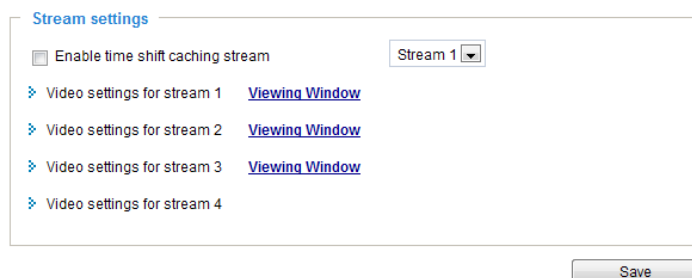 Stream settings
Enable time shift caching stream Stream 1
Video settings for stream 1 Viewing Window
Video settings for stream 2 Viewing Window
Video settings for stream 3 Viewing Window
Video settings for stream 4
Save